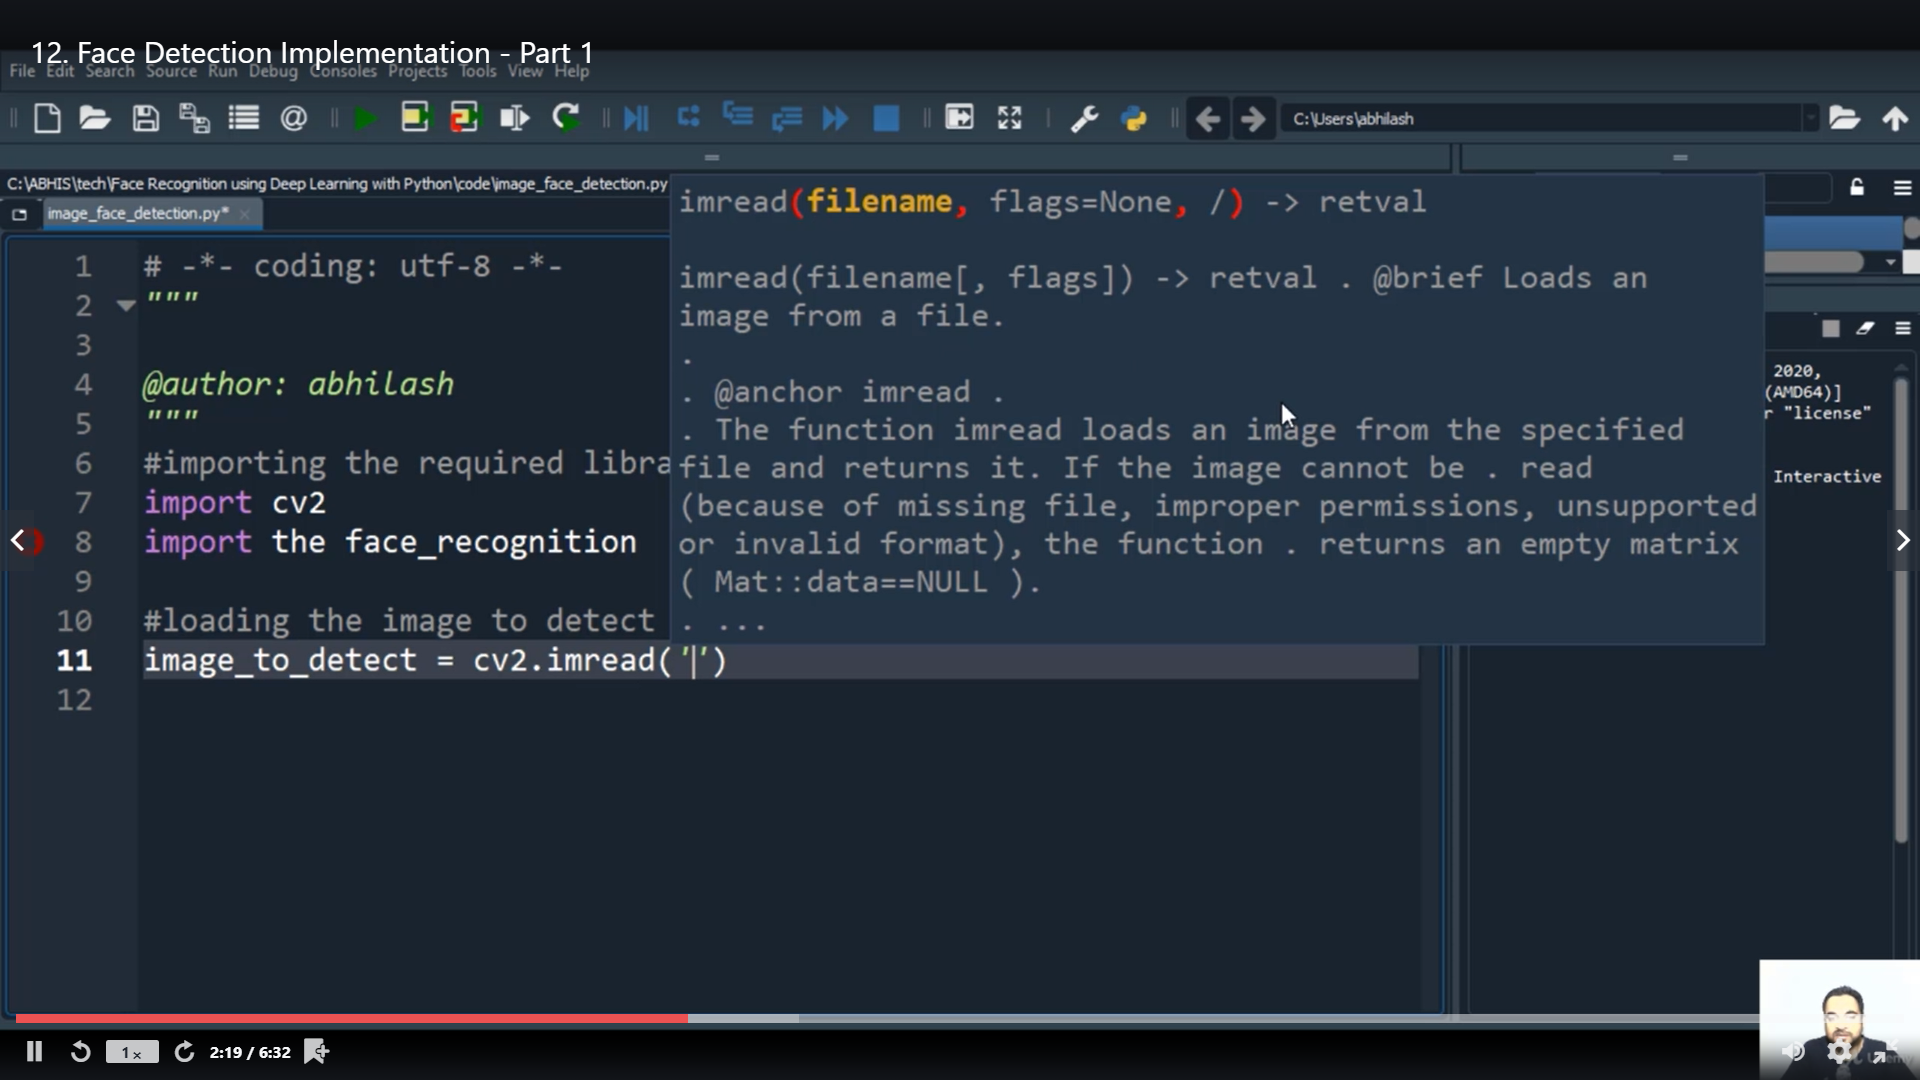 12. Face Detection Implementation - Part 1
File Edit Search Source Run Debug Consoles Projects Tools View Help
C:\Users\abhilash
C:\ABHIS\tech\Face Recognition using Deep Learning with Python\code\image_face_detection.py
image_face_detection.py*
1 # -*- coding: utf-8 -*-
2 """
3
4 @author: abhilash
5 """
6 #importing the required libra
7 import cv2
8 import the face_recognition
9
10 #loading the image to detect
11 image_to_detect = cv2.imread('')
12
imread(filename, flags=None, /) -> retval
imread(filename[, flags]) -> retval . @brief Loads an
image from a file.
.
. @anchor imread .
. The function imread loads an image from the specified
file and returns it. If the image cannot be . read
(because of missing file, improper permissions, unsupported
or invalid format), the function . returns an empty matrix
( Mat::data==NULL ).
. ...
2020,
(AMD64)]
r "license"
Interactive
1x
2:19 / 6:32